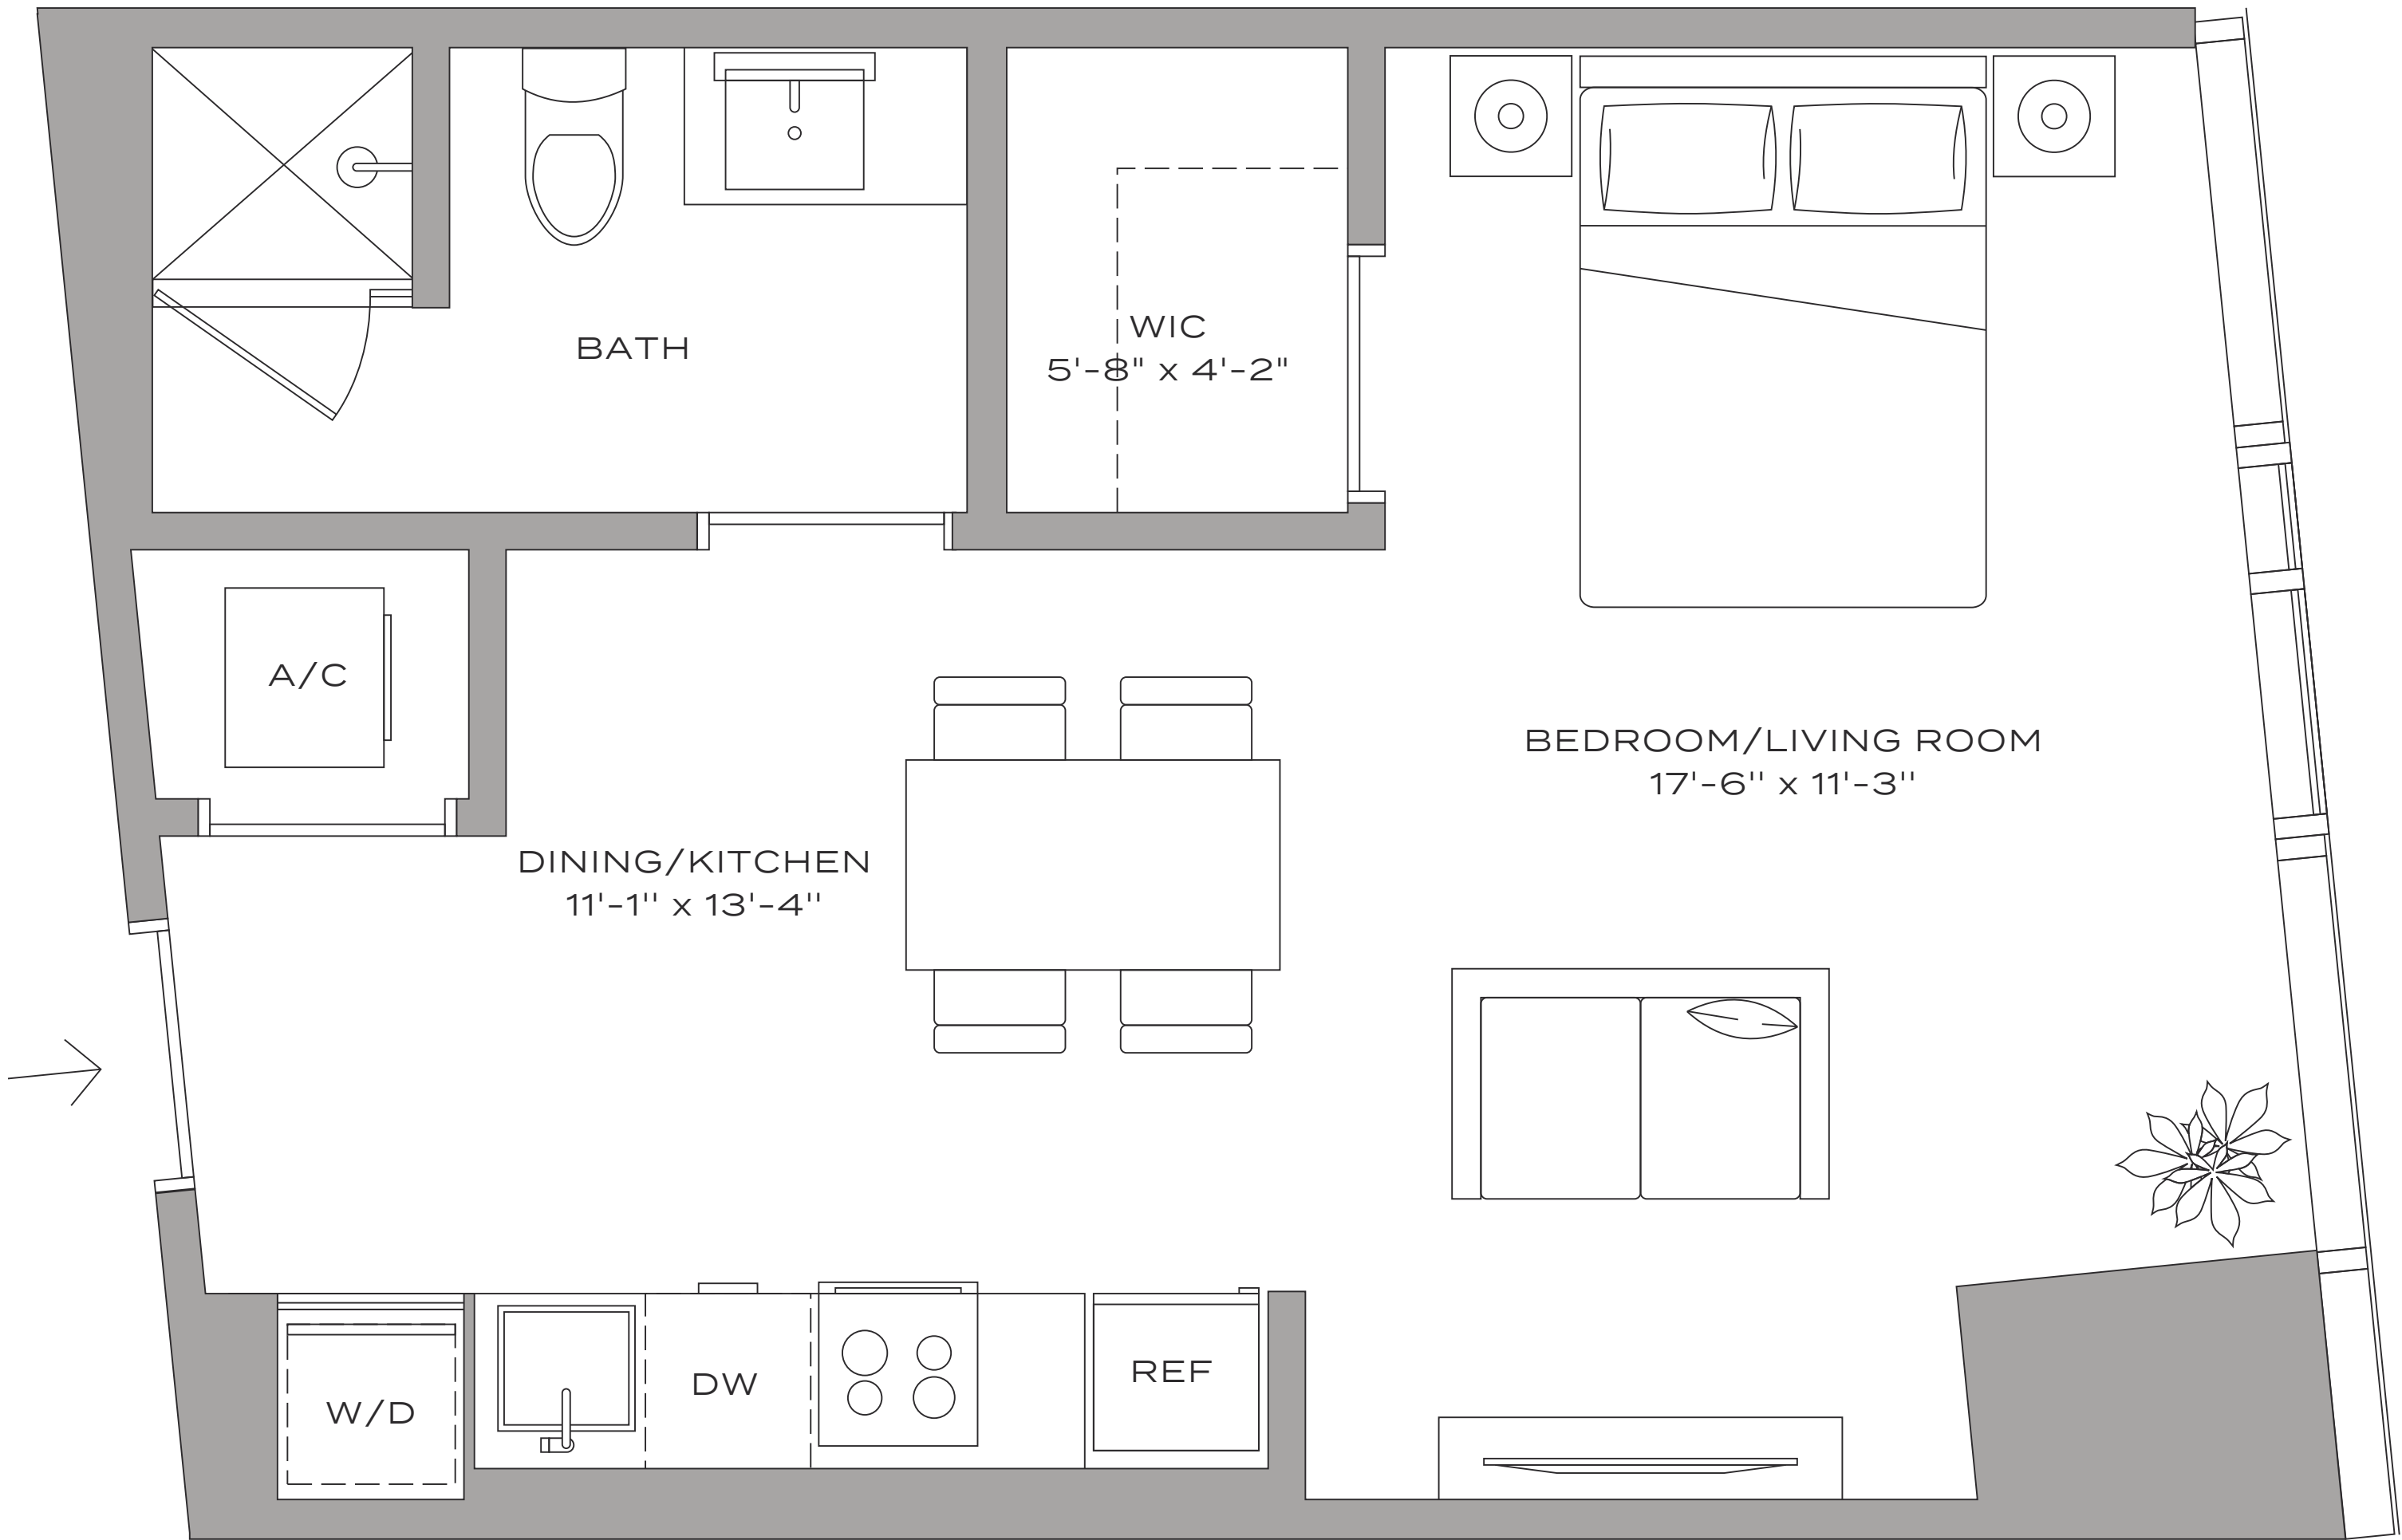 BATH
WIC
5'-8" x 4'-2"
A/C
BEDROOM/LIVING ROOM
17'-6'' x 11'-3''
DINING/KITCHEN
11'-1'' x 13'-4''
W/D
DW
REF